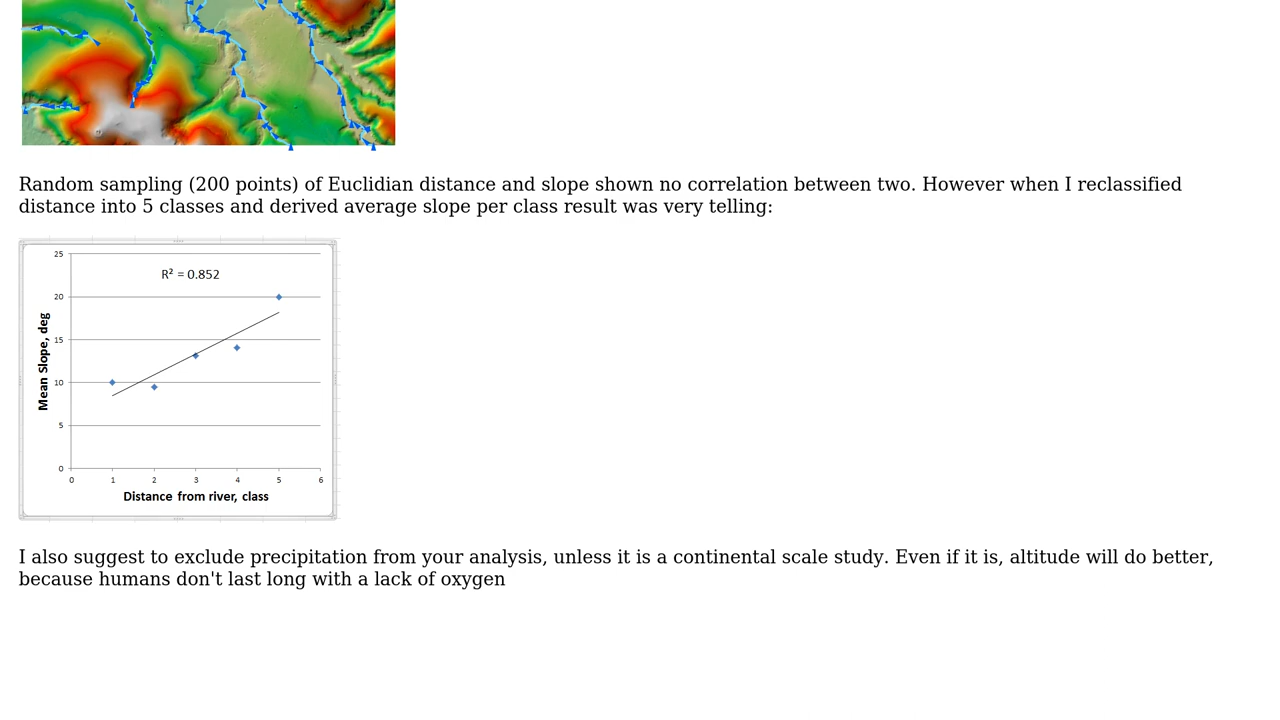 Random sampling (200 points) of Euclidian distance and slope shown no correlation between two. However when I reclassified
distance into 5 classes and derived average slope per class result was very telling:
25
R² = 0.852
20
15
10
5
0
Mean Slope, deg
0 1 2 3 4 5 6
Distance from river, class
I also suggest to exclude precipitation from your analysis, unless it is a continental scale study. Even if it is, altitude will do better,
because humans don't last long with a lack of oxygen